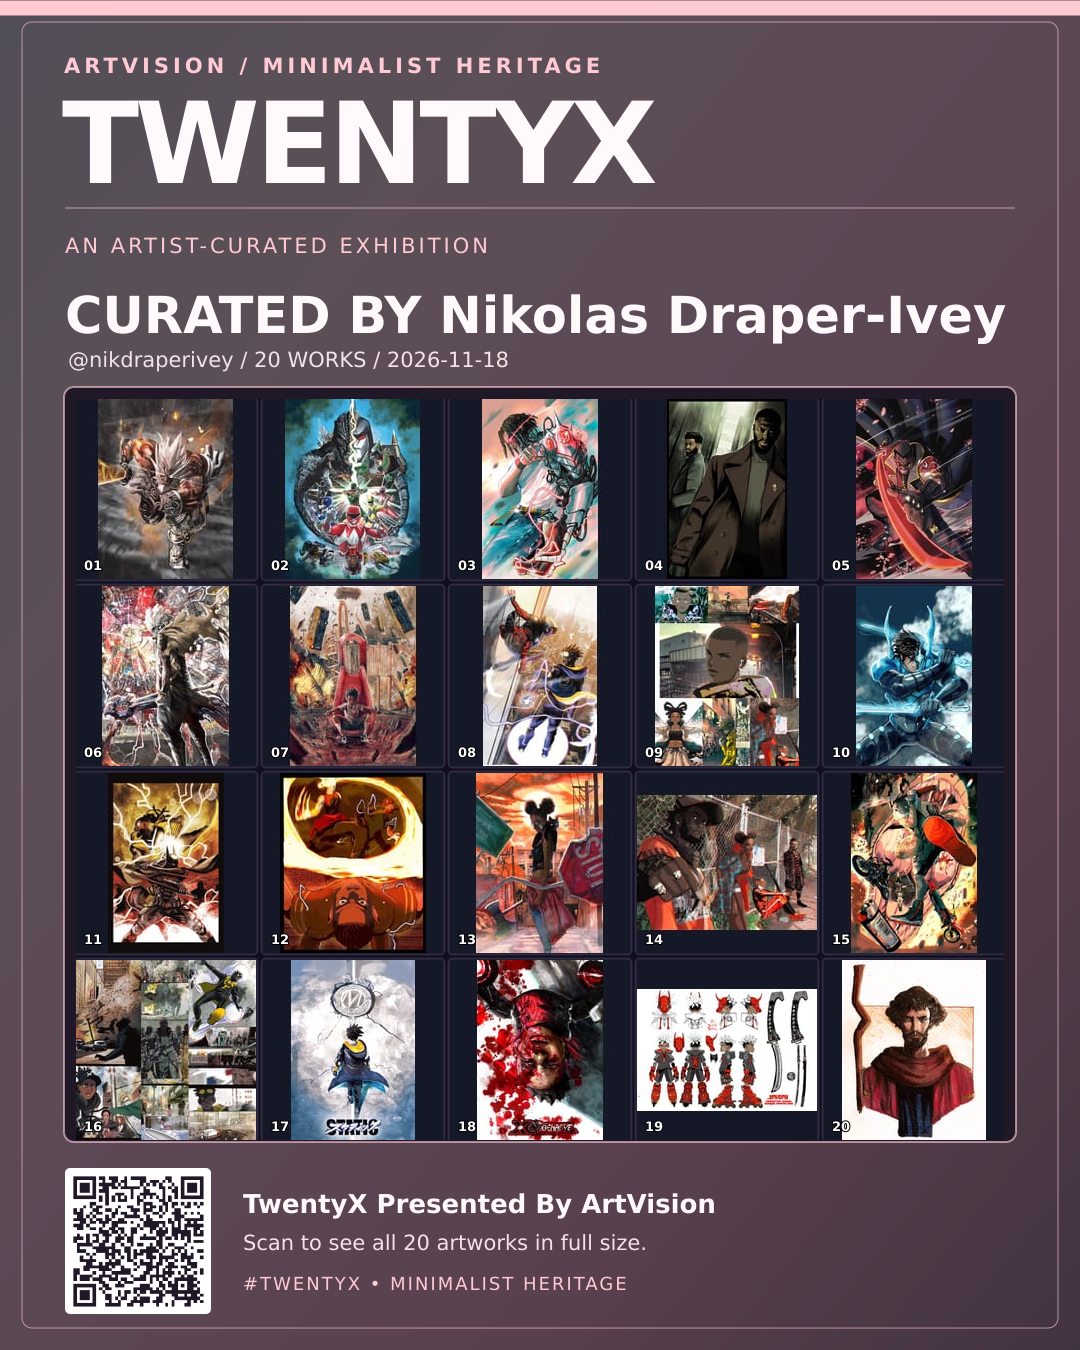 ARTVISION / MINIMALIST HERITAGE
TWENTYX
AN ARTIST-CURATED EXHIBITION
CURATED BY Nikolas Draper-Ivey
@nikdraperivey / 20 WORKS / 2026-11-18
01
02
03
04
05
06
07
08
09
10
11
12
13
STOP
14
15
16
17
STATIC
18
19
20
TwentyX Presented By ArtVision
Scan to see all 20 artworks in full size.
#TWENTYX • MINIMALIST HERITAGE